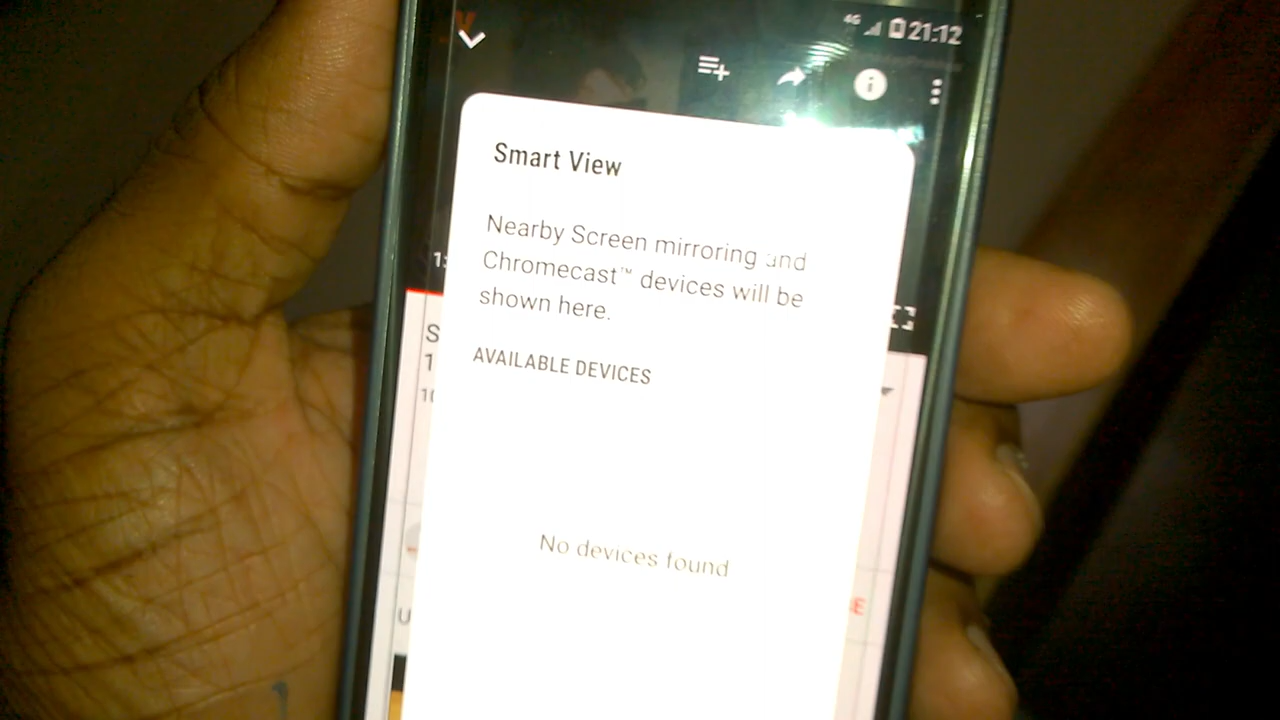 4G 21:12
Smart View
Nearby Screen mirroring and
Chromecast™ devices will be
shown here.
AVAILABLE DEVICES
No devices found